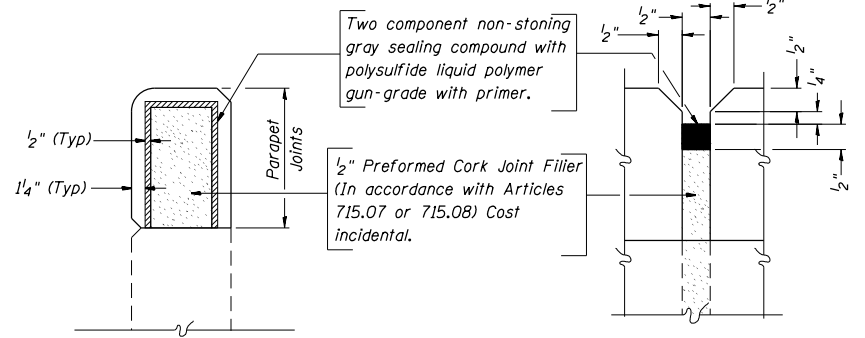 Two component non-stoning
gray sealing compound with
polysulfide liquid polymer
gun-grade with primer.
1/2" (Typ)
1 1/4" (Typ)
Parapet
Joints
1/2" Preformed Cork Joint Filier
(In accordance with Articles
715.07 or 715.08) Cost
incidental.
1/2"
1/2"
1/2"
1/2"
1/4"
1/2"